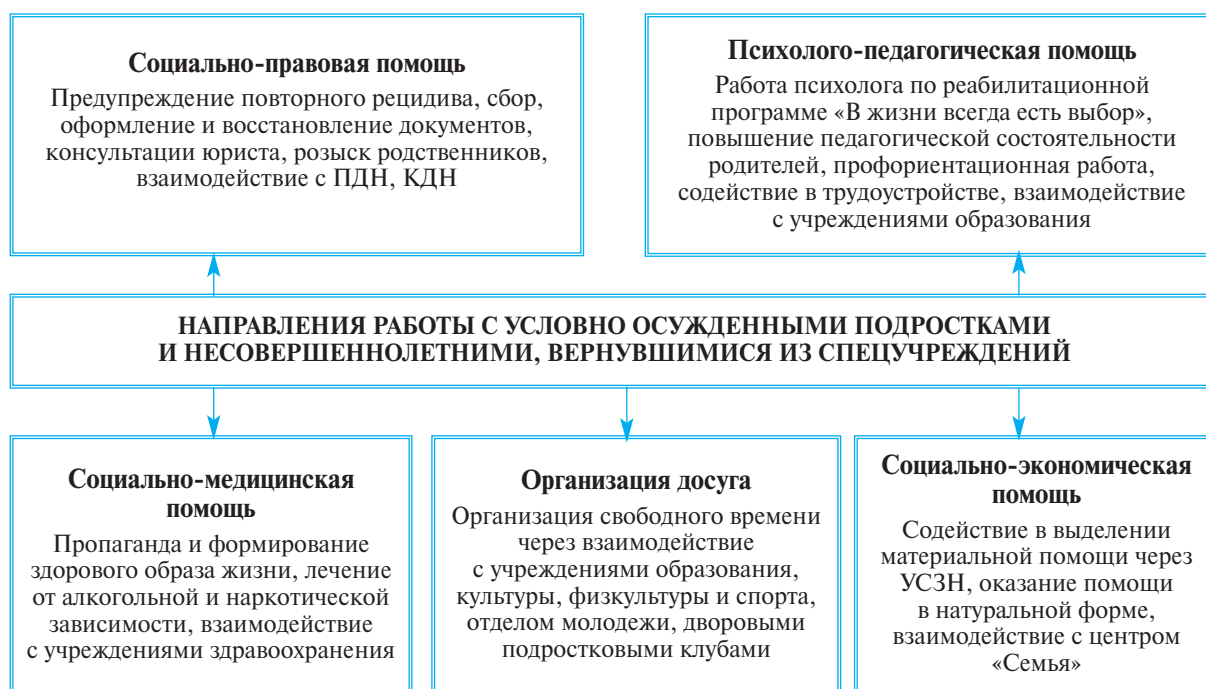 Социально-правовая помощь
Предупреждение повторного рецидива, сбор,
оформление и восстановление документов,
консультации юриста, розыск родственников,
взаимодействие с ПДН, КДН
Психолого-педагогическая помощь
Работа психолога по реабилитационной
программе «В жизни всегда есть выбор»,
повышение педагогической состоятельности
родителей, профориентационная работа,
содействие в трудоустройстве, взаимодействие
с учреждениями образования
НАПРАВЛЕНИЯ РАБОТЫ С УСЛОВНО ОСУЖДЕННЫМИ ПОДРОСТКАМИ
И НЕСОВЕРШЕННОЛЕТНИМИ, ВЕРНУВШИМИСЯ ИЗ СПЕЦУЧРЕЖДЕНИЙ
Социально-медицинская
помощь
Пропаганда и формирование
здорового образа жизни, лечение
от алкогольной и наркотической
зависимости, взаимодействие
с учреждениями здравоохранения
Организация досуга
Организация свободного времени
через взаимодействие
с учреждениями образования,
культуры, физкультуры и спорта,
отделом молодежи, дворовыми
подростковыми клубами
Социально-экономическая
помощь
Содействие в выделении
материальной помощи через
УСЗН, оказание помощи
в натуральной форме,
взаимодействие с центром
«Семья»